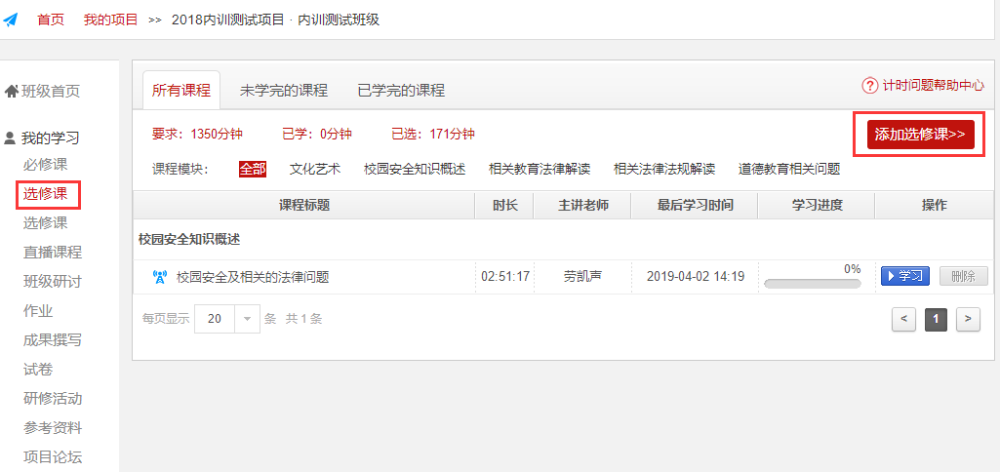 首页 我的项目 >> 2018内训测试项目 · 内训测试班级
班级首页
我的学习
必修课
选修课
选修课
直播课程
班级研讨
作业
成果撰写
试卷
研修活动
参考资料
项目论坛
所有课程 未学完的课程 已学完的课程 ? 计时问题帮助中心
要求：1350分钟 已学：0分钟 已选：171分钟 添加选修课>>
课程模块： 全部 文化艺术 校园安全知识概述 相关教育法律解读 相关法律法规解读 道德教育相关问题
课程标题 时长 主讲老师 最后学习时间 学习进度 操作
校园安全知识概述
校园安全及相关的法律问题 02:51:17 劳凯声 2019-04-02 14:19 0% 学习 删除
每页显示 20 条 共 1 条 < 1 >